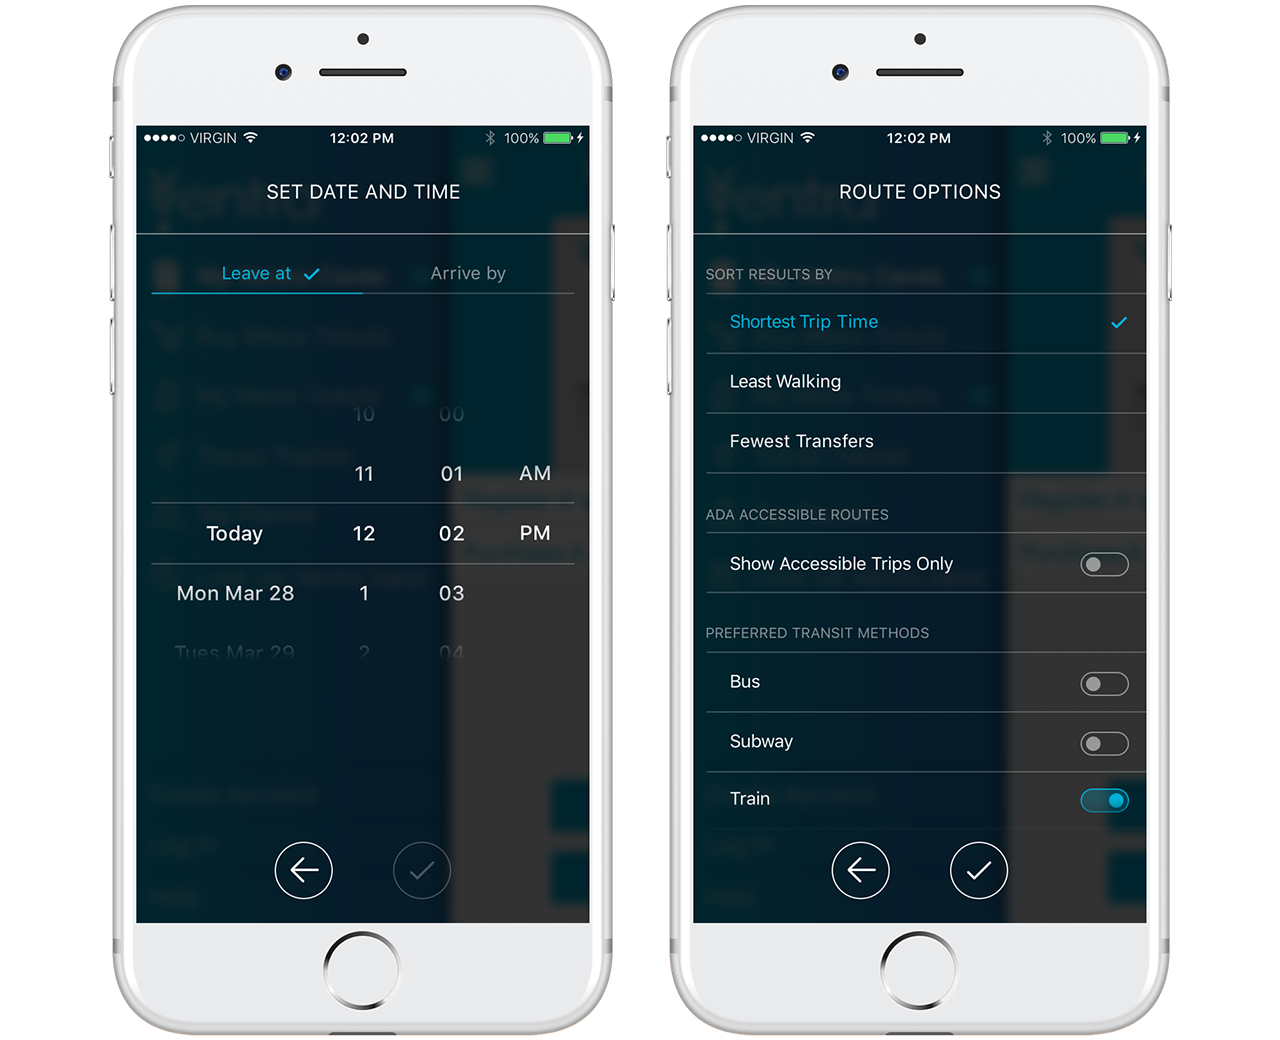 VIRGIN 12:02 PM 100%
SET DATE AND TIME
Leave at Arrive by
10 00
11 01 AM
Today 12 02 PM
Mon Mar 28 1 03
Tues Mar 29 2 04
VIRGIN 12:02 PM 100%
ROUTE OPTIONS
SORT RESULTS BY
Shortest Trip Time
Least Walking
Fewest Transfers
ADA ACCESSIBLE ROUTES
Show Accessible Trips Only
PREFERRED TRANSIT METHODS
Bus
Subway
Train